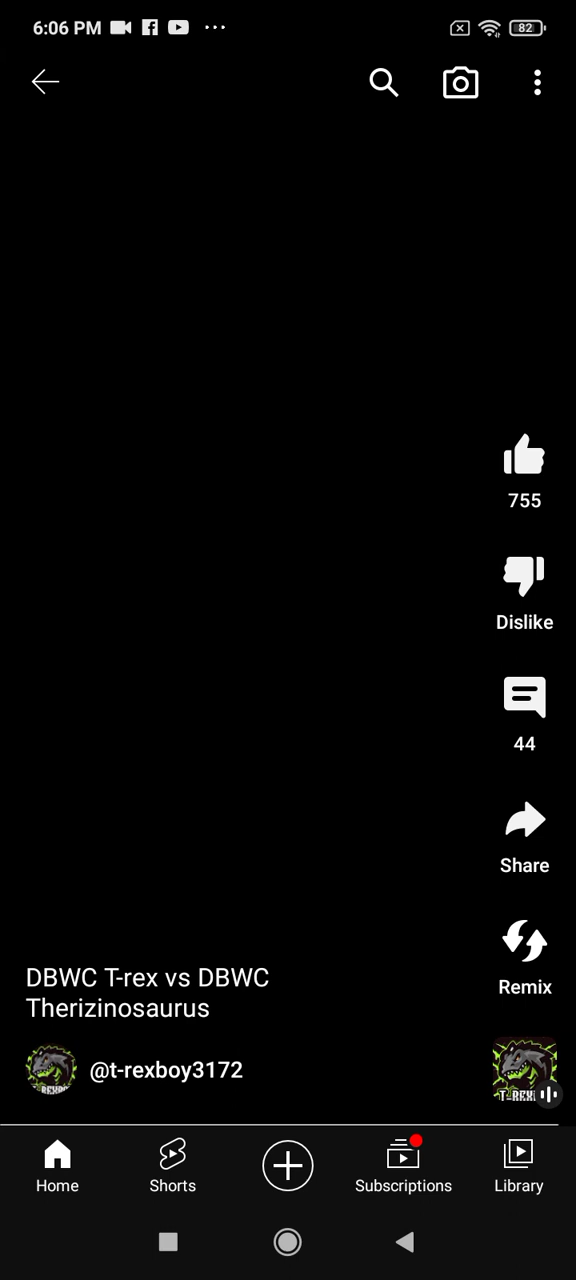 6:06 PM
82
755
Dislike
44
Share
Remix
DBWC T-rex vs DBWC
Therizinosaurus
@t-rexboy3172
Home
Shorts
Subscriptions
Library